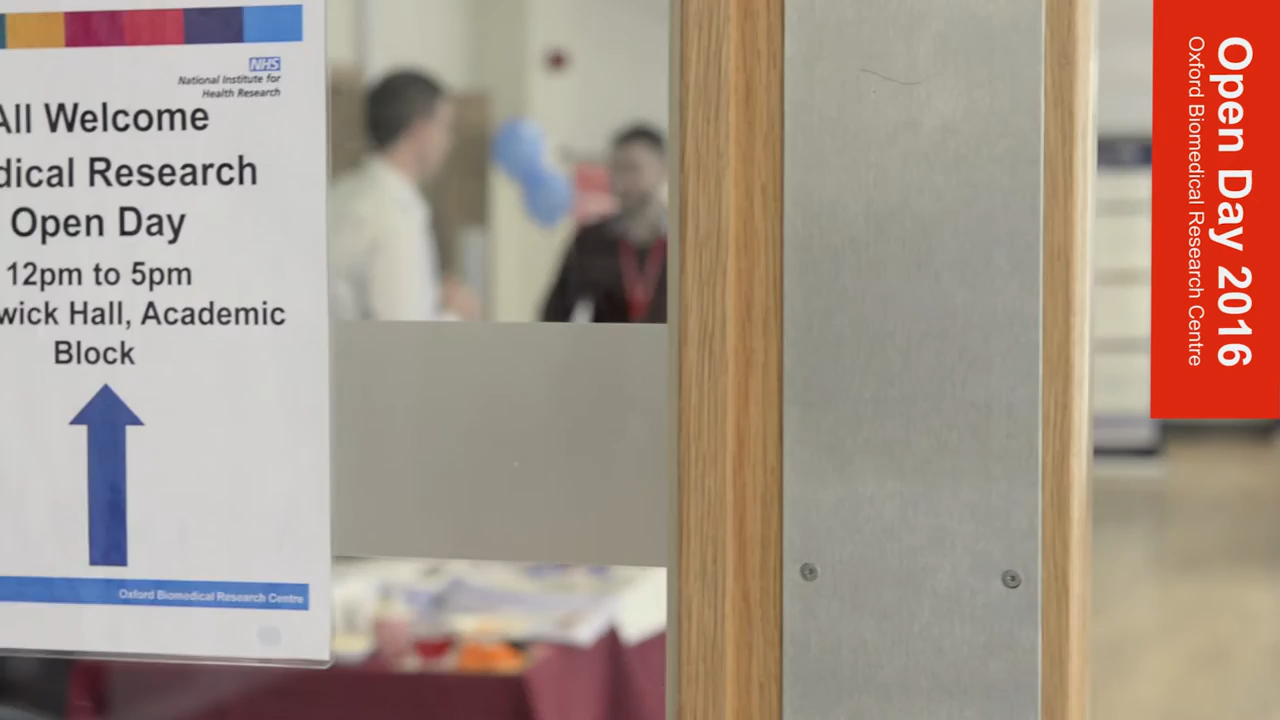 NHS
National Institute for
Health Research
All Welcome
dical Research
Open Day
12pm to 5pm
wick Hall, Academic
Block
Oxford Biomedical Research Centre
Open Day 2016
Oxford Biomedical Research Centre